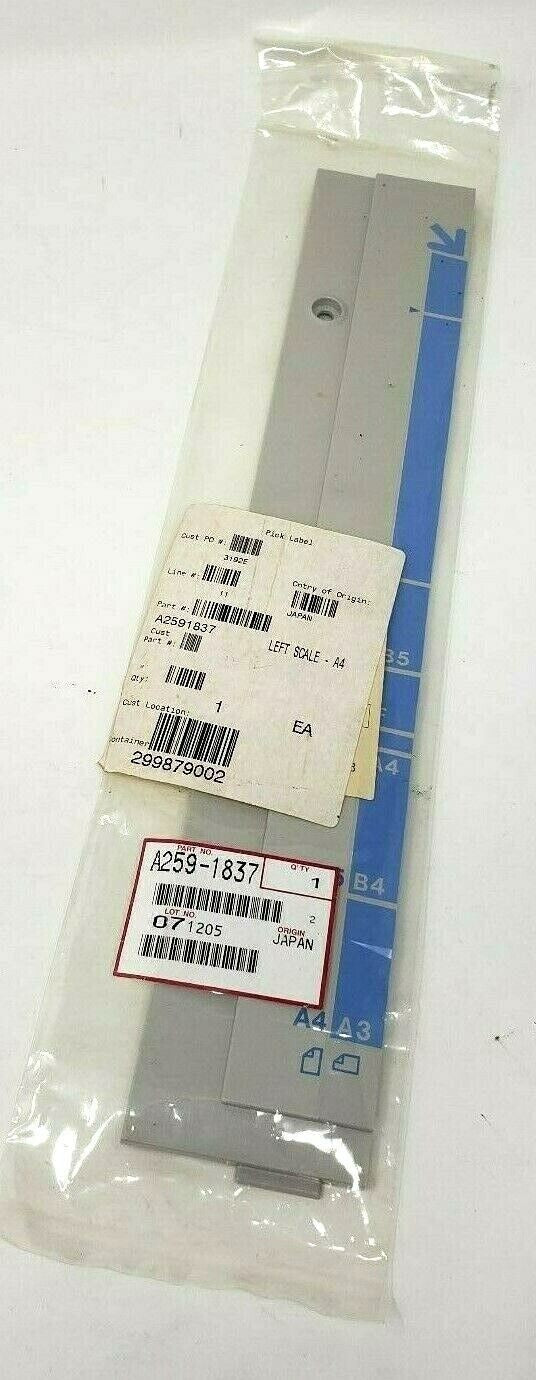 Pick Label
Cust PO #:
3192E
Line #:
11
Cntry of Origin:
JAPAN
Part #:
A2591837
Cust
Part #:
LEFT SCALE - A4
Qty:
1
EA
Cust Location:
Container
299879002
B5
F
A4
B4
A4 A3
PART NO.
A259-1837
Q'TY
1
2
LOT NO.
071205
ORIGIN
JAPAN